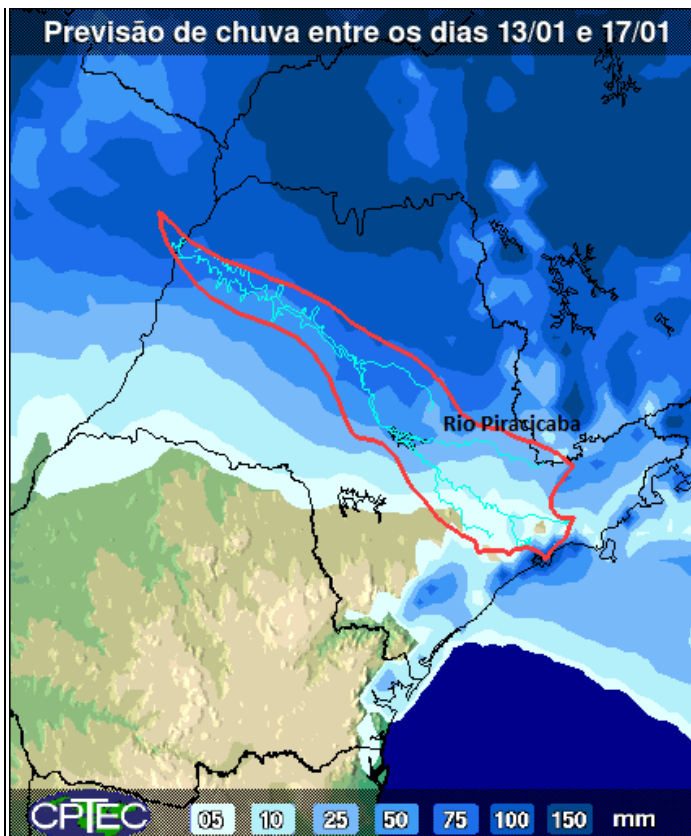 Previsão de chuva entre os dias 13/01 e 17/01
Rio Piracicaba
CPTEC 05 10 25 50 75 100 150 mm